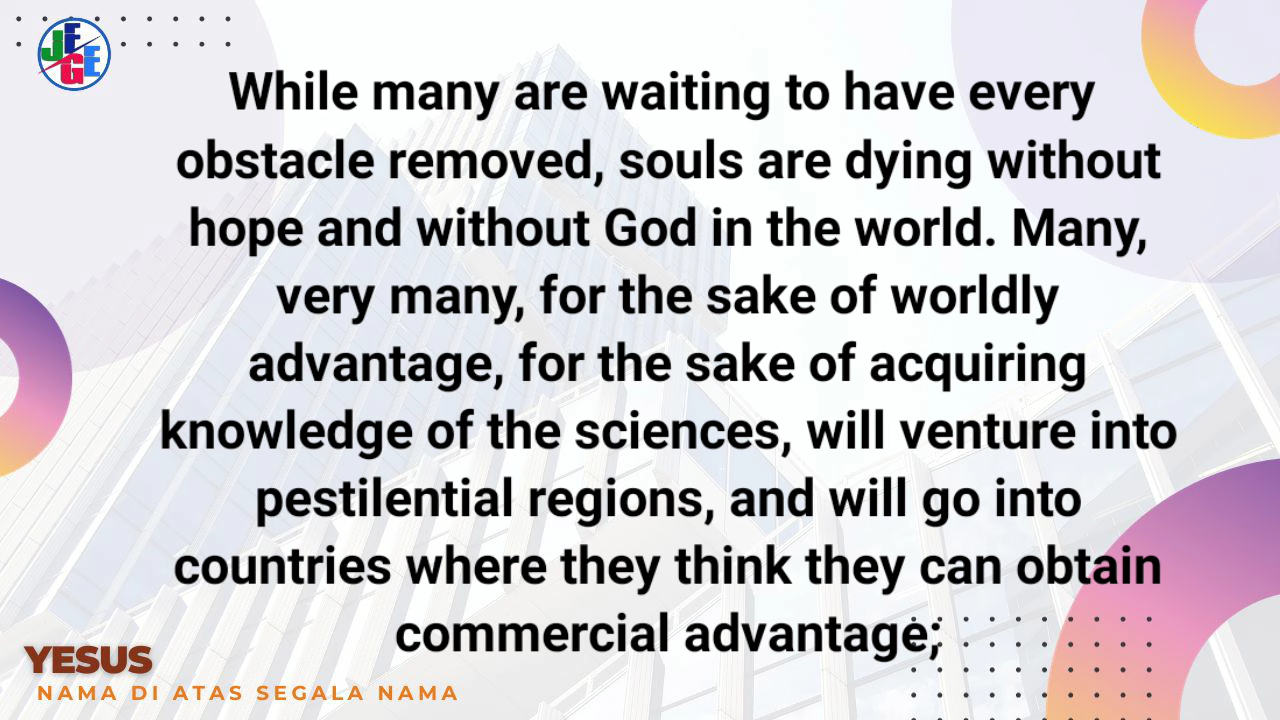 JEGE
While many are waiting to have every
obstacle removed, souls are dying without
hope and without God in the world. Many,
very many, for the sake of worldly
advantage, for the sake of acquiring
knowledge of the sciences, will venture into
pestilential regions, and will go into
countries where they think they can obtain
commercial advantage;
YESUS
NAMA DI ATAS SEGALA NAMA